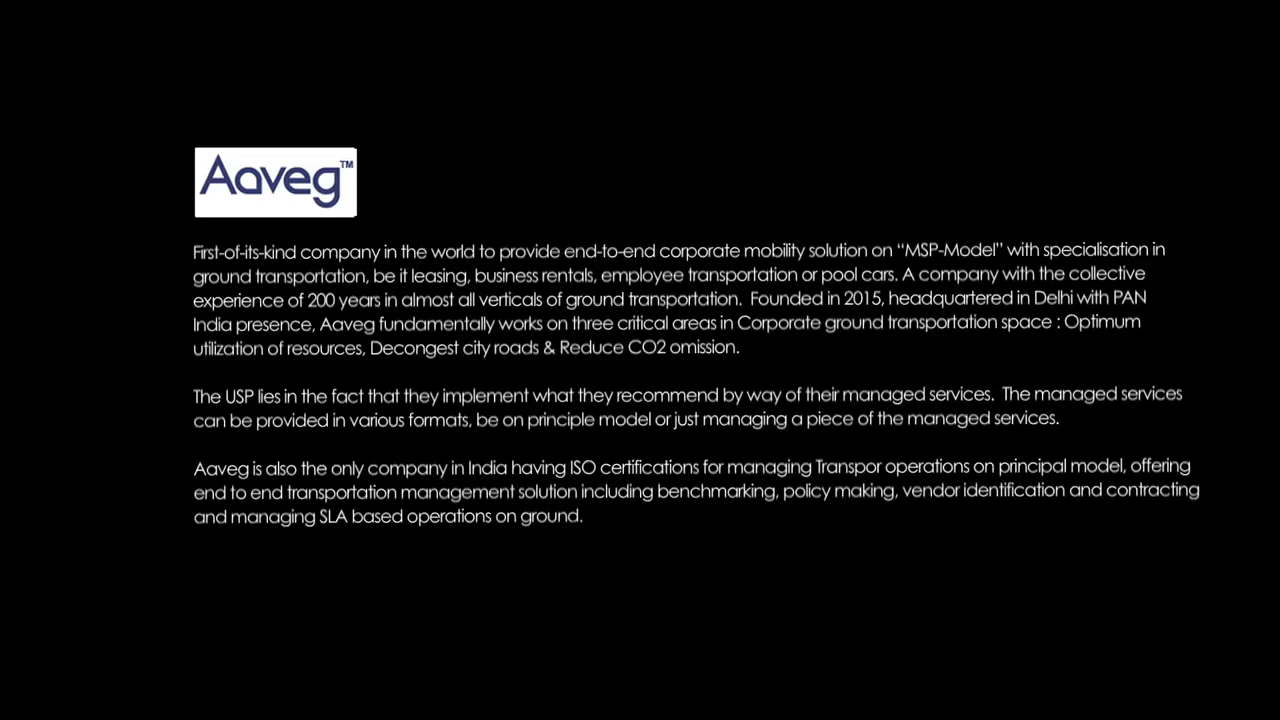 Aaveg™
First-of-its-kind company in the world to provide end-to-end corporate mobility solution on “MSP-Model” with specialisation in
ground transportation, be it leasing, business rentals, employee transportation or pool cars. A company with the collective
experience of 200 years in almost all verticals of ground transportation.  Founded in 2015, headquartered in Delhi with PAN
India presence, Aaveg fundamentally works on three critical areas in Corporate ground transportation space : Optimum
utilization of resources, Decongest city roads & Reduce CO2 omission.
The USP lies in the fact that they implement what they recommend by way of their managed services.  The managed services
can be provided in various formats, be on principle model or just managing a piece of the managed services.
Aaveg is also the only company in India having ISO certifications for managing Transpor operations on principal model, offering
end to end transportation management solution including benchmarking, policy making, vendor identification and contracting
and managing SLA based operations on ground.